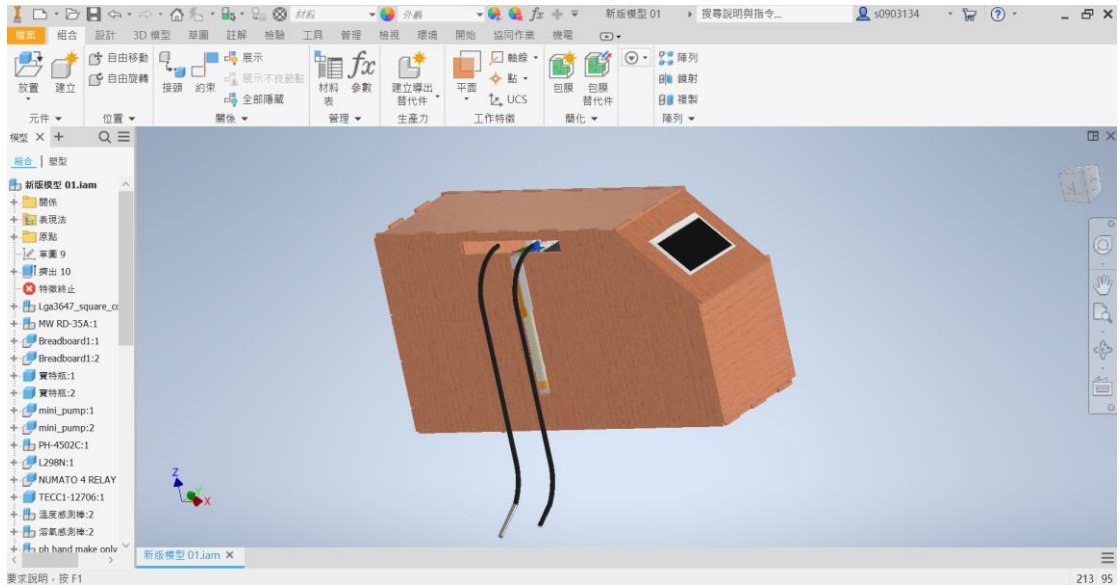 材料
外觀
新版模型 01
搜尋說明與指令...
s0903134
檔案 組合 設計 3D 模型 草圖 註解 檢驗 工具 管理 檢視 環境 開始 協同作業 機電
放置
建立
自由移動
自由旋轉
接頭
約束
展示
展示不良節點
全部隱藏
材料表
參數
建立導出替代件
平面
軸線
點
UCS
包膜
包膜替代件
陣列
鏡射
複製
元件 位置 關係 管理 生產力 工作特徵 簡化 陣列
模型
組合 | 塑型
新版模型 01.iam
關係
表現法
原點
草圖 9
擠出 10
特徵終止
Lga3647_square_co
MW RD-35A:1
Breadboard1:1
Breadboard1:2
寶特瓶:1
寶特瓶:2
mini_pump:1
mini_pump:2
PH-4502C:1
L298N:1
NUMATO 4 RELAY
TECC1-12706:1
溫度感測棒:2
溶氧感測棒:2
ph hand make only
Z
Y
X
新版模型 01.iam
要求說明，按 F1
213 95